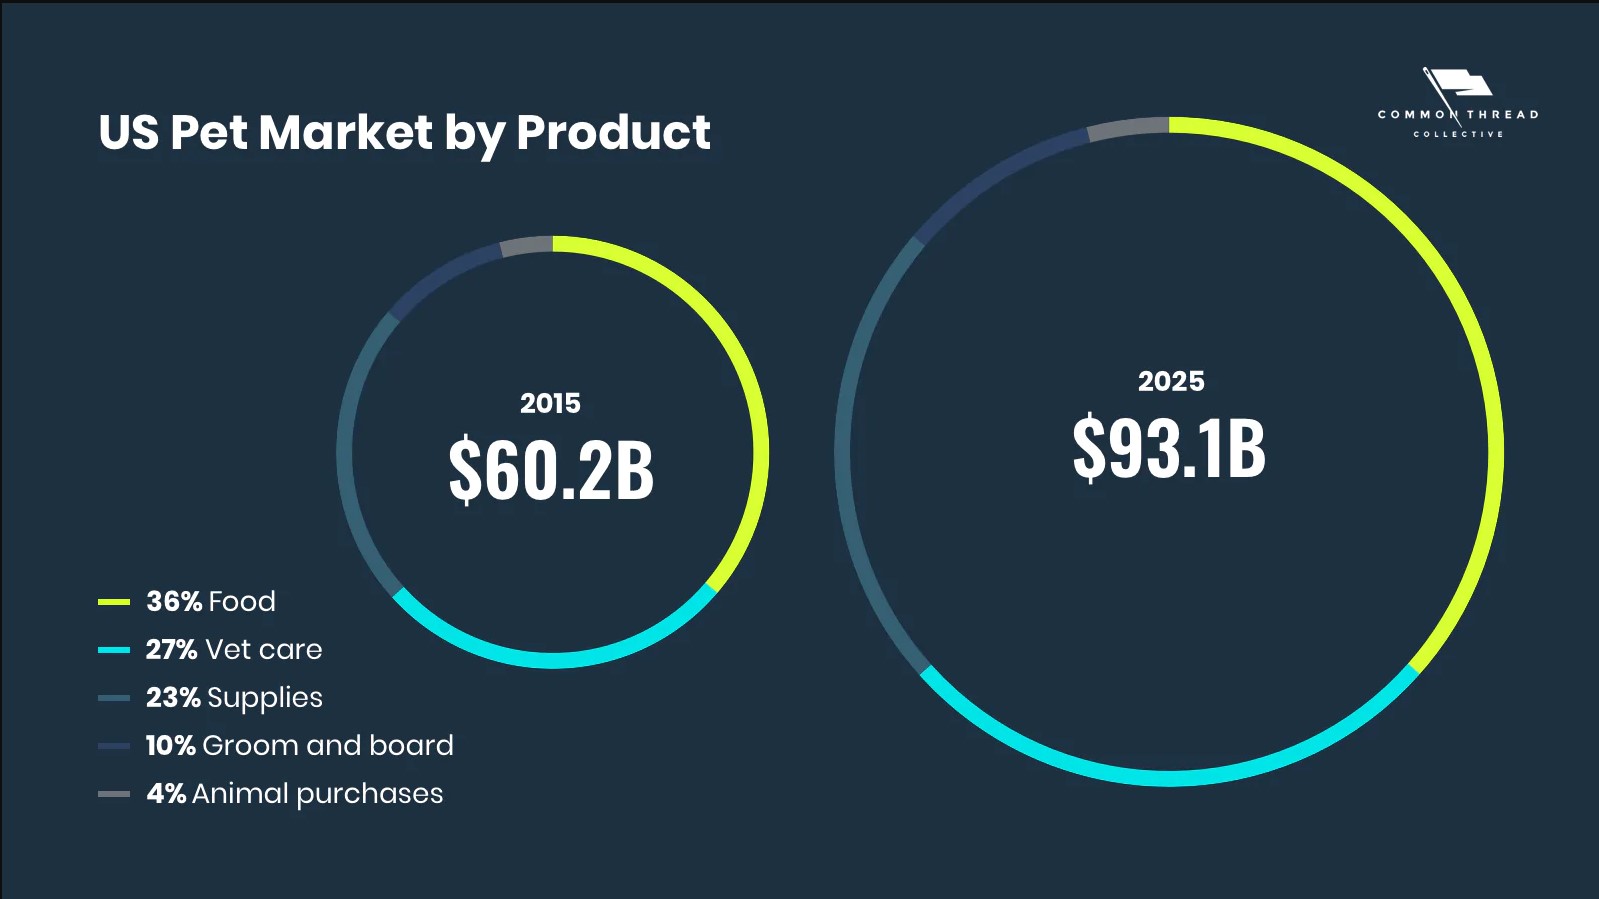 US Pet Market by Product
COMMON THREAD
COLLECTIVE
2015
$60.2B
2025
$93.1B
36% Food
27% Vet care
23% Supplies
10% Groom and board
4% Animal purchases